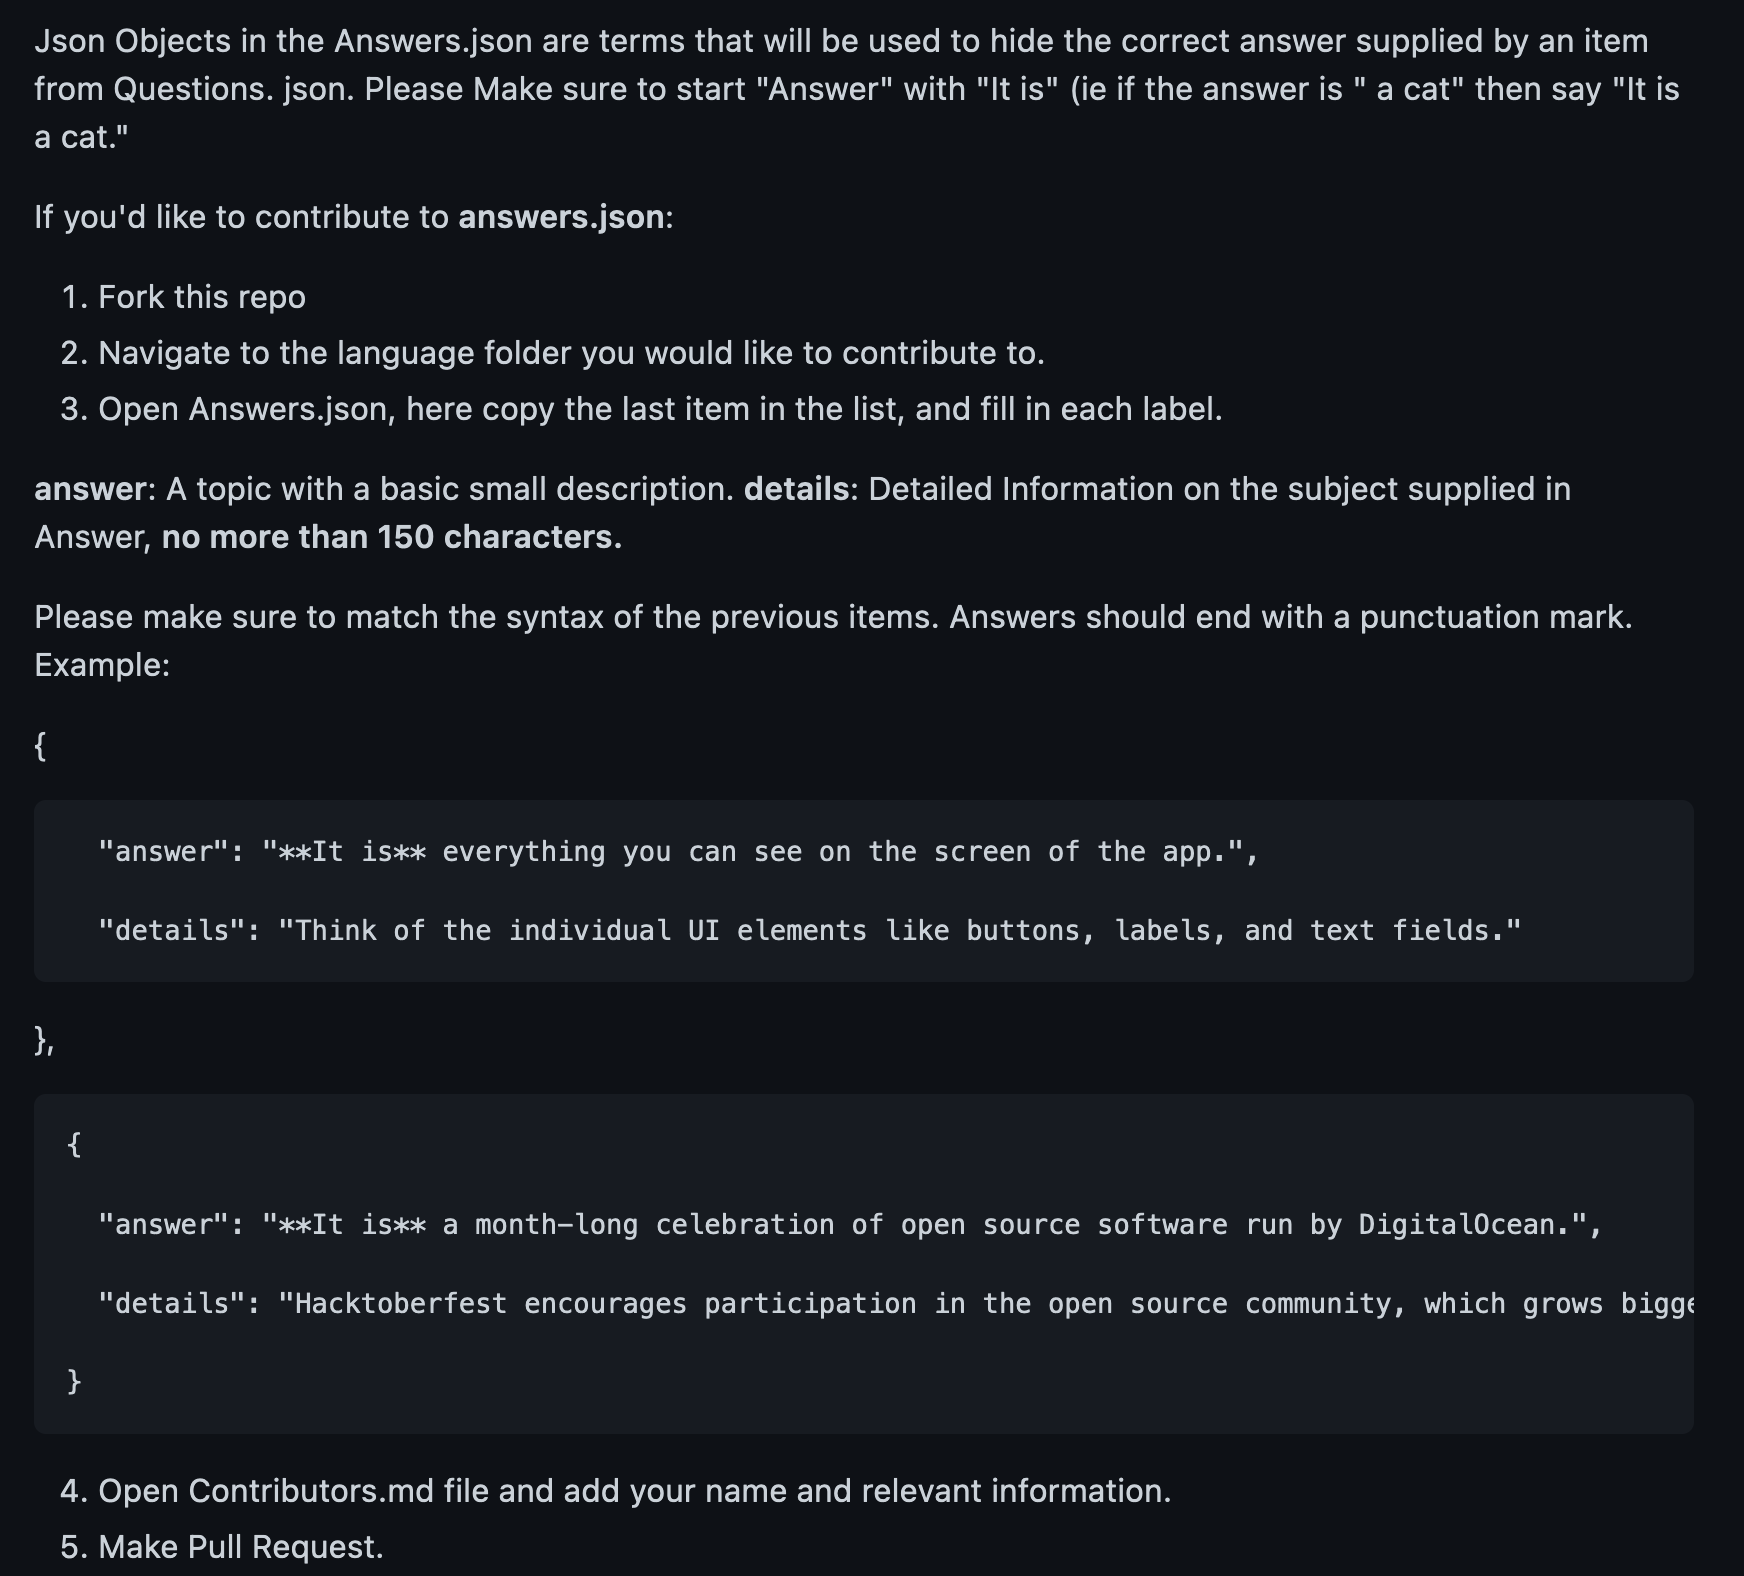 Json Objects in the Answers.json are terms that will be used to hide the correct answer supplied by an item
from Questions. json. Please Make sure to start "Answer" with "It is" (ie if the answer is " a cat" then say "It is
a cat."
If you'd like to contribute to answers.json:
1. Fork this repo
2. Navigate to the language folder you would like to contribute to.
3. Open Answers.json, here copy the last item in the list, and fill in each label.
answer: A topic with a basic small description. details: Detailed Information on the subject supplied in
Answer, no more than 150 characters.
Please make sure to match the syntax of the previous items. Answers should end with a punctuation mark.
Example:
{
"answer": "**It is** everything you can see on the screen of the app.",
"details": "Think of the individual UI elements like buttons, labels, and text fields."
},
{
"answer": "**It is** a month-long celebration of open source software run by DigitalOcean.",
"details": "Hacktoberfest encourages participation in the open source community, which grows bigge
}
4. Open Contributors.md file and add your name and relevant information.
5. Make Pull Request.